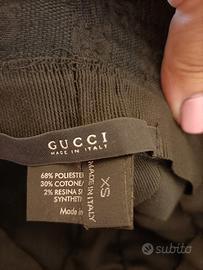 GUCCI
MADE IN ITALY
XS
MADE IN ITALY
68% POLIESTE
30% COTONE/
2% RESINA S
SYNTHETI
Made in
subito